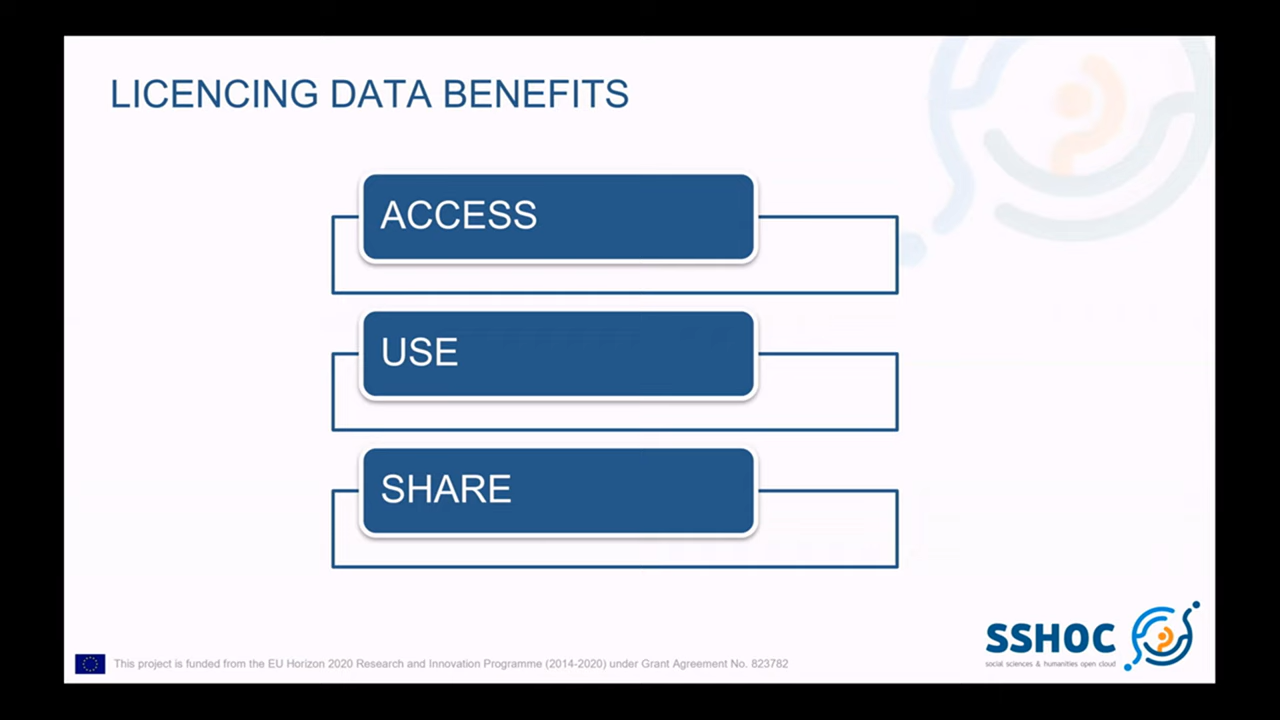 LICENCING DATA BENEFITS
ACCESS
USE
SHARE
SSHOC
social sciences & humanities open cloud
This project is funded from the EU Horizon 2020 Research and Innovation Programme (2014-2020) under Grant Agreement No. 823782